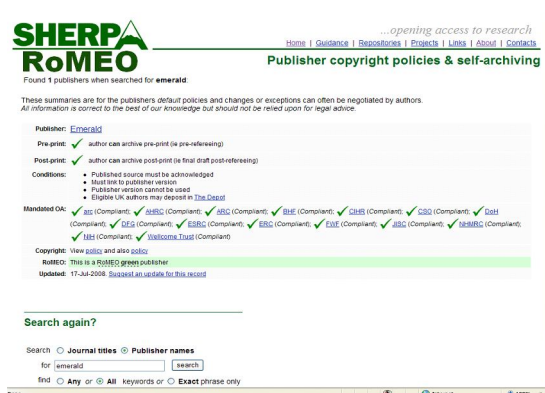 SHERPA
RoMEO
...opening access to research
Home | Guidance | Repositories | Projects | Links | About | Contacts
Publisher copyright policies & self-archiving
Found 1 publishers when searched for emerald:
These summaries are for the publishers default policies and changes or exceptions can often be negotiated by authors.
All information is correct to the best of our knowledge but should not be relied upon for legal advice.
Publisher: Emerald
Pre-print: author can archive pre-print (ie pre-refereeing)
Post-print: author can archive post-print (ie final draft post-refereeing)
Conditions:
Published source must be acknowledged
Must link to publisher version
Publisher version cannot be used
Eligible UK authors may deposit in The Depot
Mandated OA: arc (Compliant); AHRC (Compliant); ARC (Compliant); BHF (Compliant); CIHR (Compliant); CSO (Compliant); DoH
(Compliant); DFG (Compliant); ESRC (Compliant); ERC (Compliant); FWF (Compliant); JISC (Compliant); NHMRC (Compliant);
NIH (Compliant); Wellcome Trust (Compliant)
Copyright: View policy and also policy
RoMEO: This is a RoMEO green publisher
Updated: 17-Jul-2008. Suggest an update for this record
Search again?
Search Journal titles Publisher names
for emerald search
find Any or All keywords or Exact phrase only